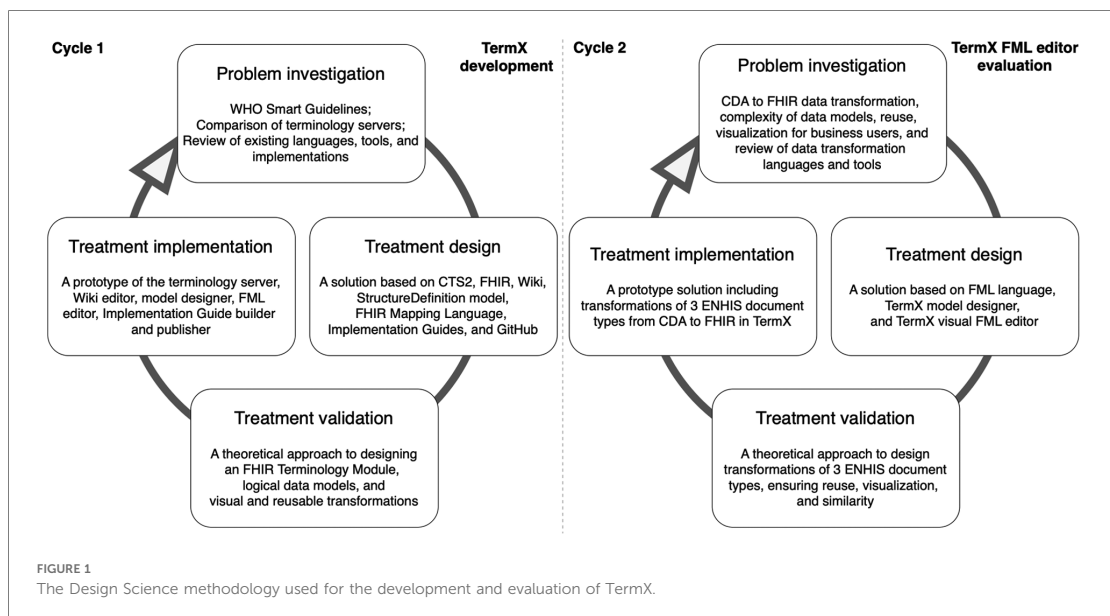 Cycle 1
TermX
development
Problem investigation
WHO Smart Guidelines;
Comparison of terminology servers;
Review of existing languages, tools, and
implementations
Treatment implementation
A prototype of the terminology server,
Wiki editor, model designer, FML
editor, Implementation Guide builder
and publisher
Treatment design
A solution based on CTS2, FHIR, Wiki,
StructureDefinition model,
FHIR Mapping Language,
Implementation Guides, and GitHub
Treatment validation
A theoretical approach to designing
an FHIR Terminology Module,
logical data models, and
visual and reusable transformations
Cycle 2
TermX FML editor
evaluation
Problem investigation
CDA to FHIR data transformation,
complexity of data models, reuse,
visualization for business users, and
review of data transformation
languages and tools
Treatment implementation
A prototype solution including
transformations of 3 ENHIS document
types from CDA to FHIR in TermX
Treatment design
A solution based on FML language,
TermX model designer,
and TermX visual FML editor
Treatment validation
A theoretical approach to design
transformations of 3 ENHIS document
types, ensuring reuse, visualization,
and similarity
FIGURE 1
The Design Science methodology used for the development and evaluation of TermX.